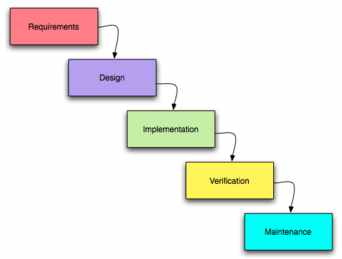 Requirements
Design
Implementation
Verification
Maintenance